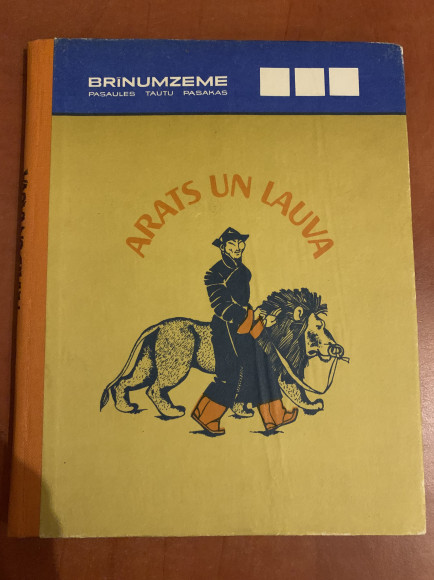 BRīNUMZEME
PASAULES TAUTU PASAKAS
ARATS UN LAUVA